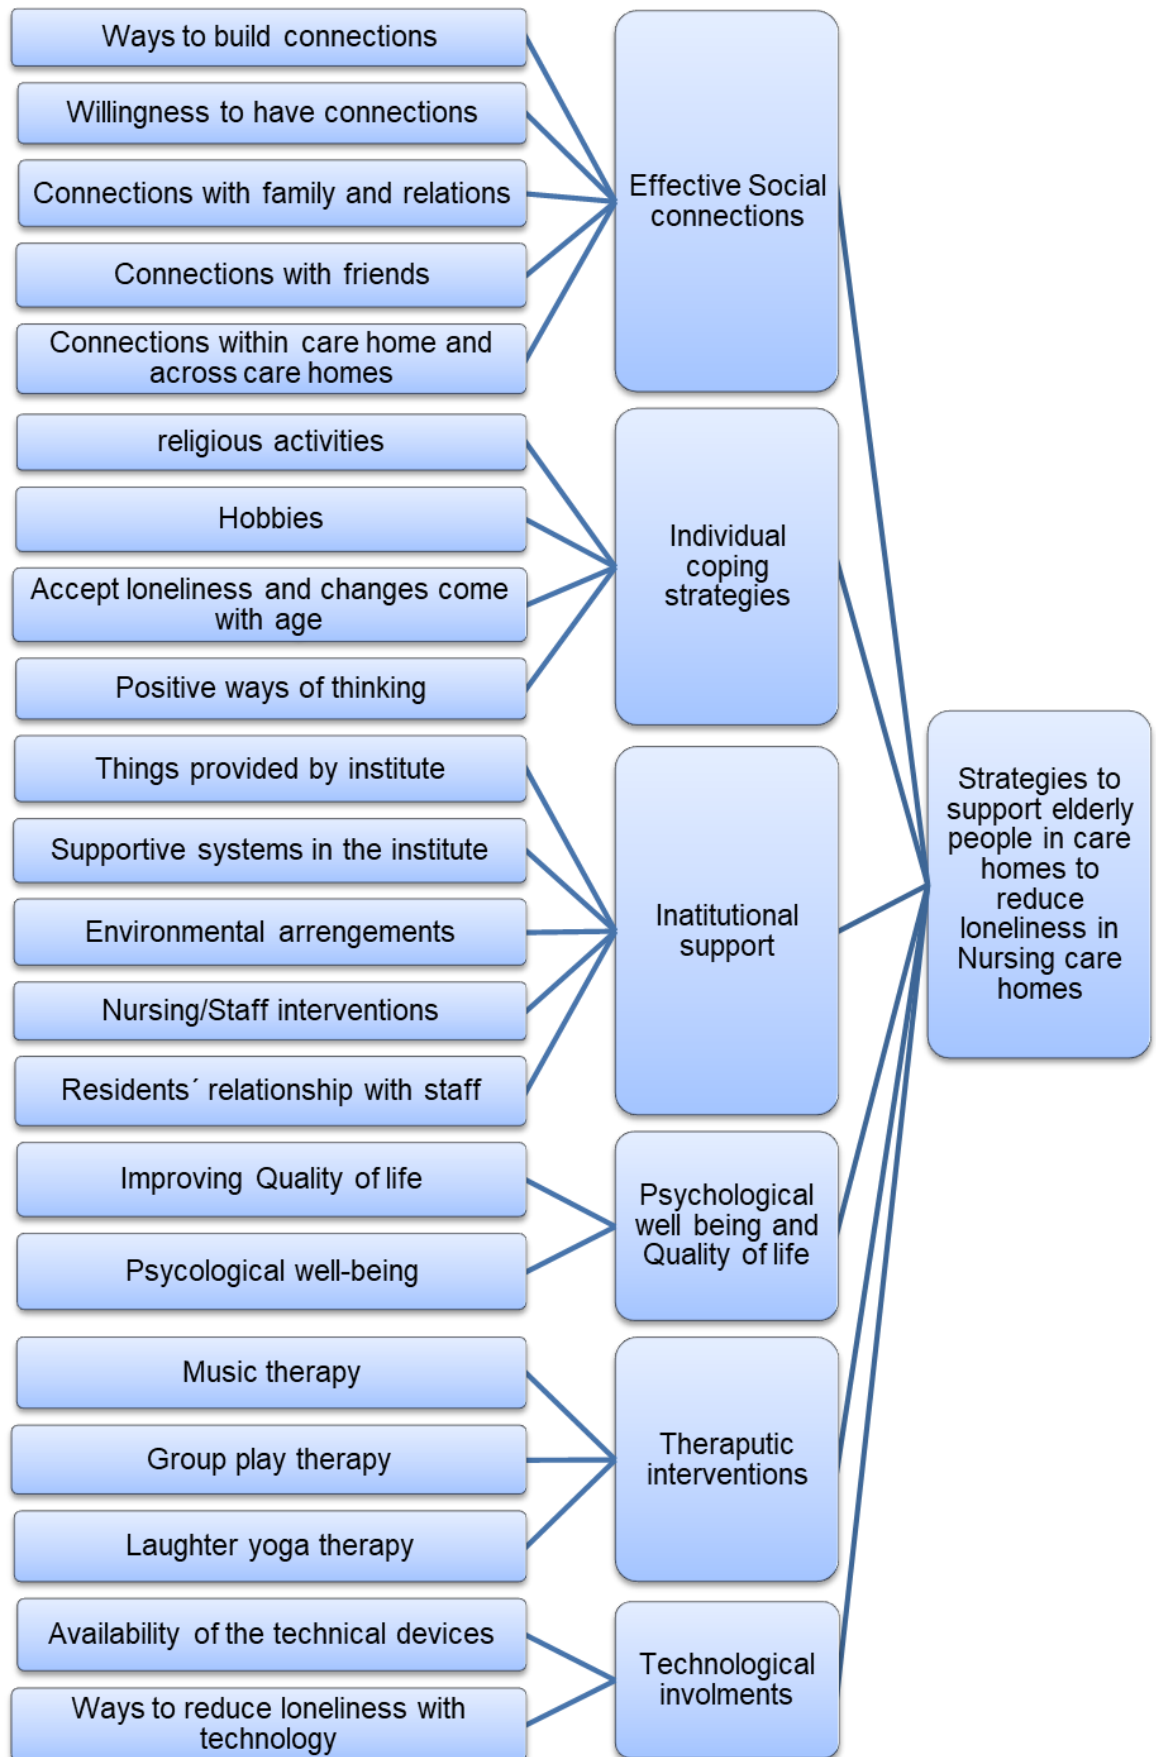 Ways to build connections
Willingness to have connections
Connections with family and relations
Connections with friends
Connections within care home and
across care homes
religious activities
Hobbies
Accept loneliness and changes come
with age
Positive ways of thinking
Things provided by institute
Supportive systems in the institute
Environmental arrengements
Nursing/Staff interventions
Residents´ relationship with staff
Improving Quality of life
Psycological well-being
Music therapy
Group play therapy
Laughter yoga therapy
Availability of the technical devices
Ways to reduce loneliness with
technology
Effective Social
connections
Individual
coping
strategies
Inatitutional
support
Psychological
well being and
Quality of life
Theraputic
interventions
Technological
involments
Strategies to
support elderly
people in care
homes to
reduce
loneliness in
Nursing care
homes